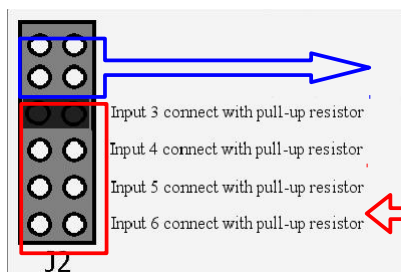 Input 3 connect with pull-up resistor
Input 4 connect with pull-up resistor
Input 5 connect with pull-up resistor
Input 6 connect with pull-up resistor
J2